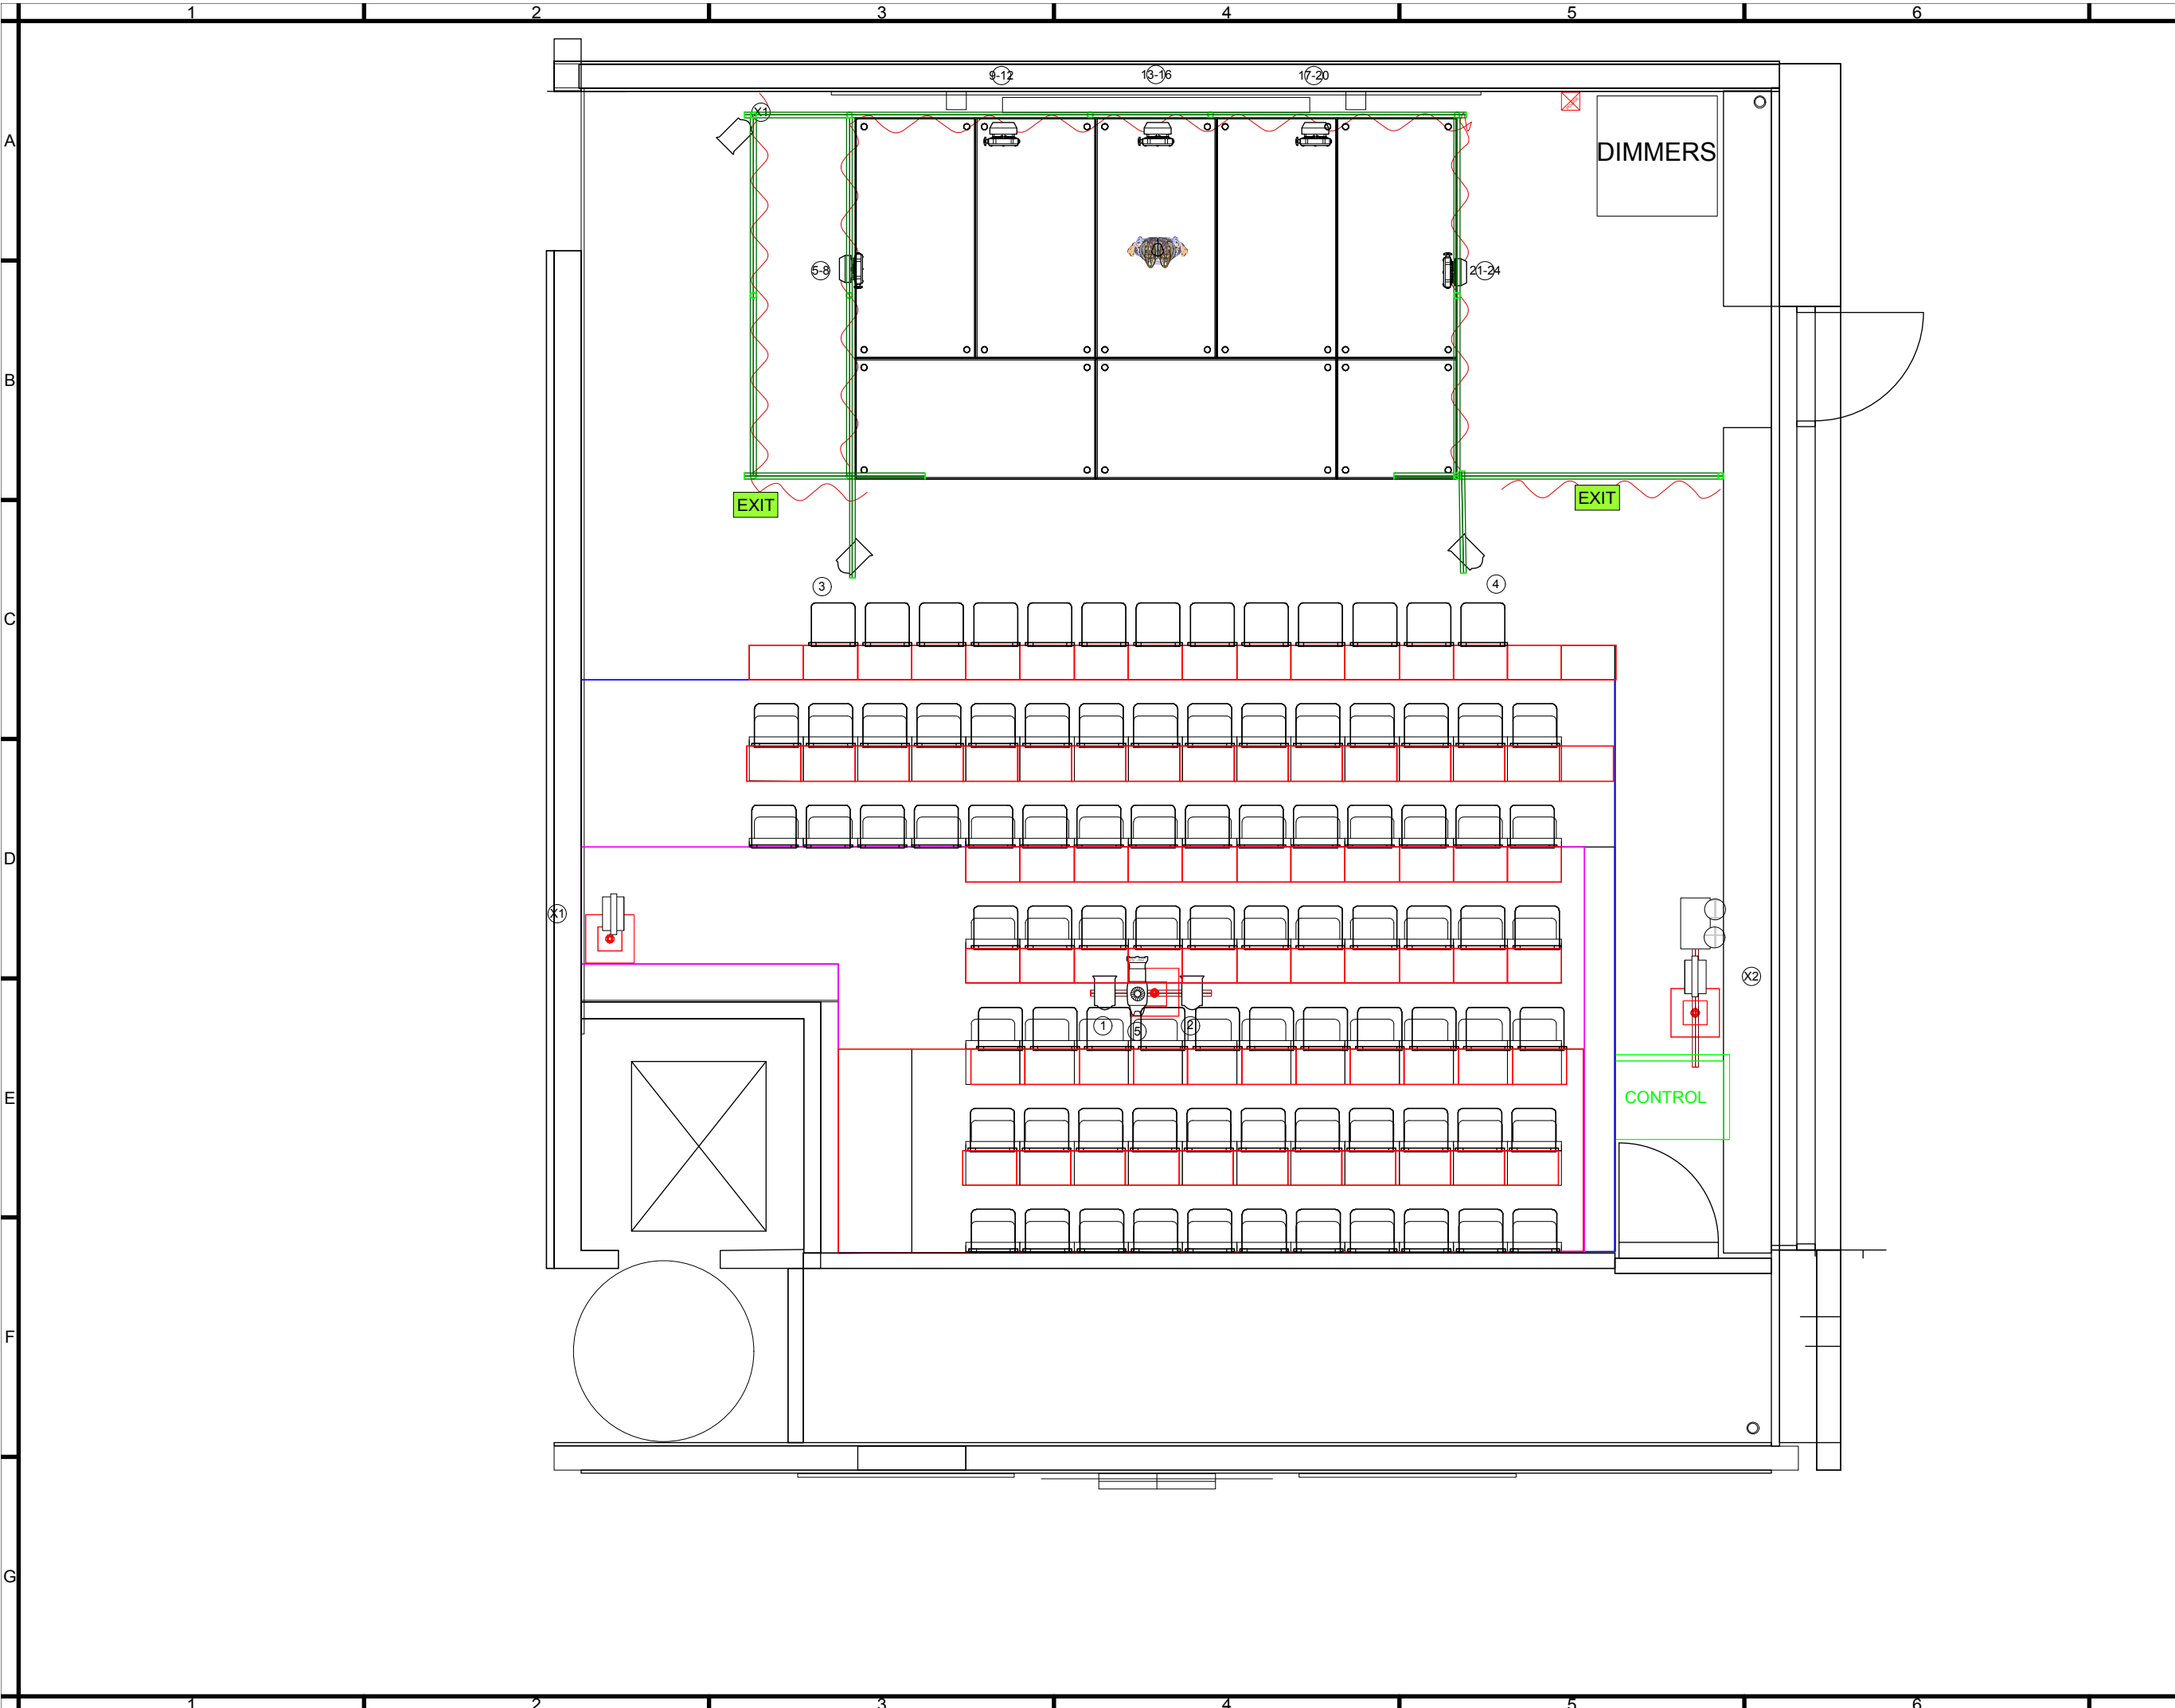 1 2 3 4 5 6
9-12 13-16 17-20
X1
A
DIMMERS
5-8 21-24
B
EXIT EXIT
3 4
C
D
X1
X2
1 5 2
E
CONTROL
F
G
1 2 3 4 5 6